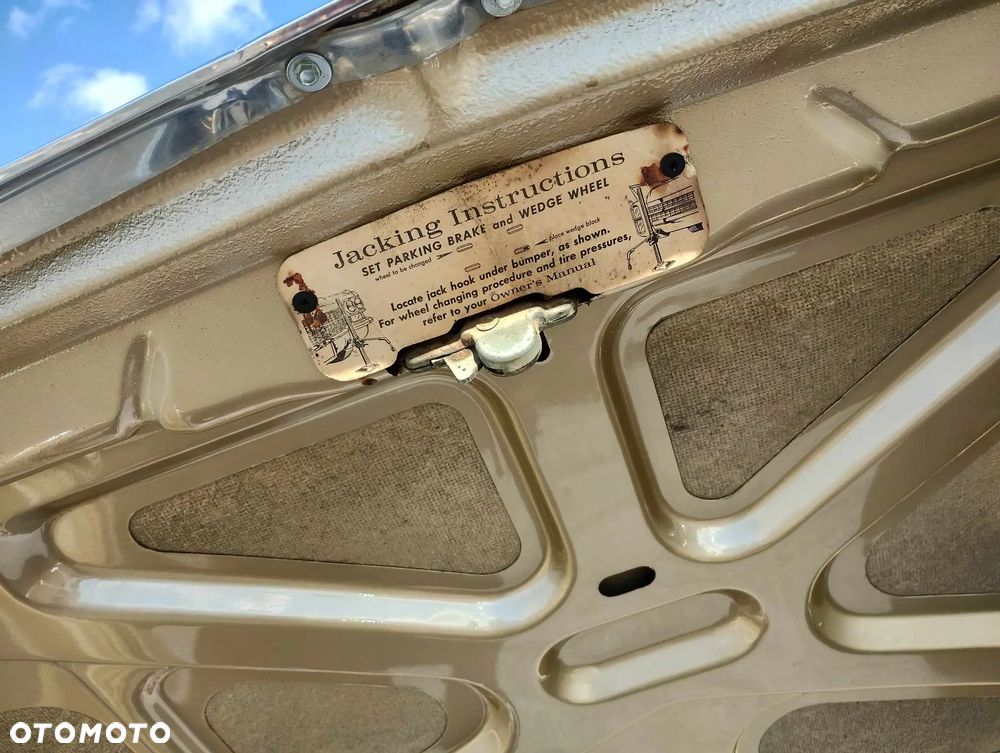 Jacking Instructions
SET PARKING BRAKE and WEDGE WHEEL
wheel to be changed
place wedge block
Locate jack hook under bumper, as shown.
For wheel changing procedure and tire pressures,
refer to your Owner's Manual
OTOMOTO